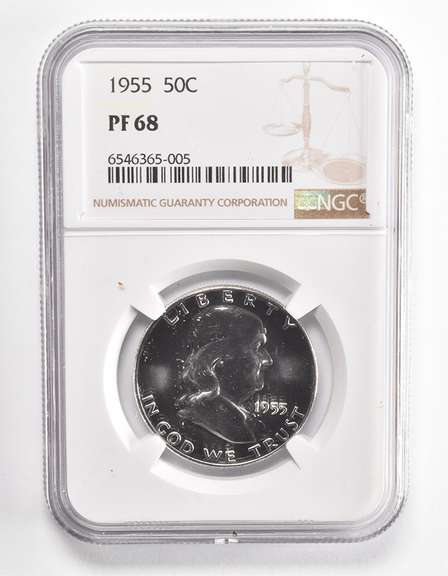 1955 50C
PF 68
6546365-005
NUMISMATIC GUARANTY CORPORATION
NGC
LIBERTY
1955
IN GOD WE TRUST